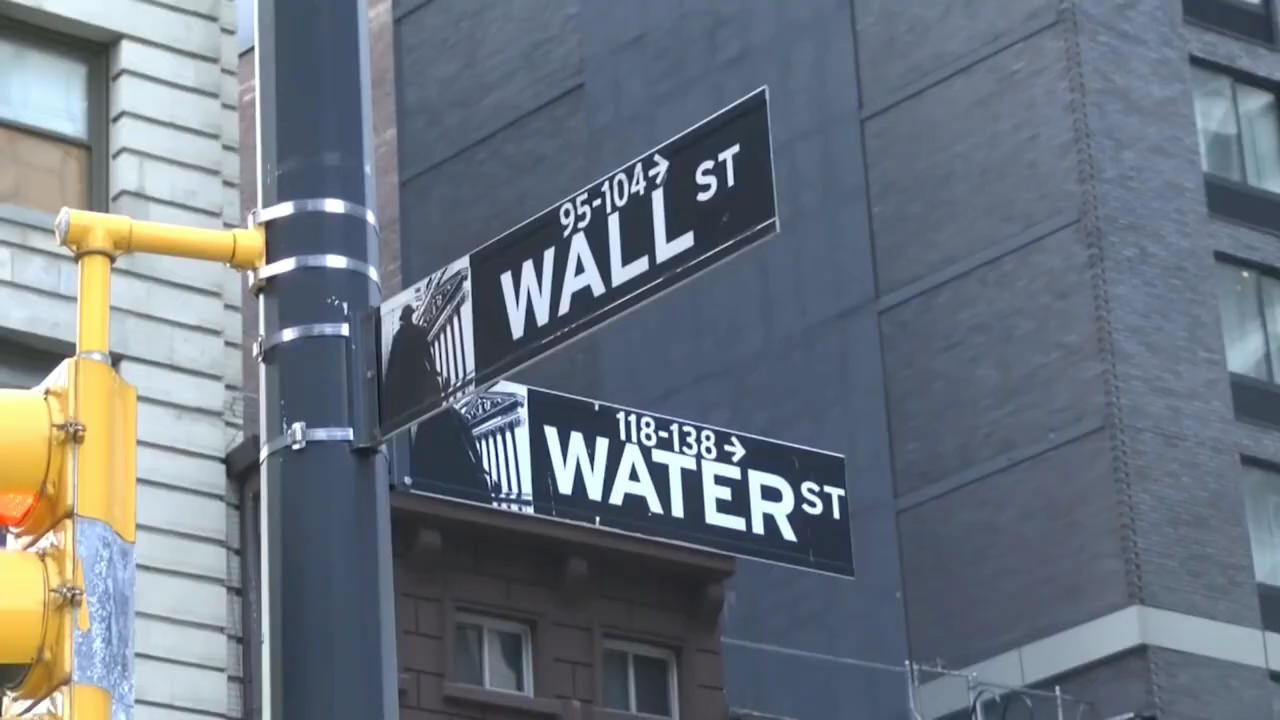 95-104→
WALL ST
118-138→
WATER ST